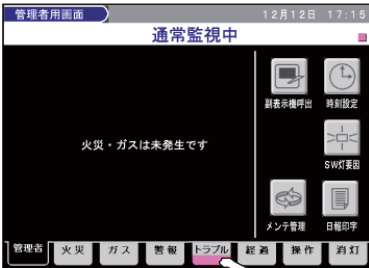 管理者用画面
12月12日 17:15
通常監視中
火災・ガスは未発生です
副表示機呼出
時刻設定
SW灯要因
メンテ管理
日報印字
管理者
火災
ガス
警報
トラブル
経過
操作
消灯